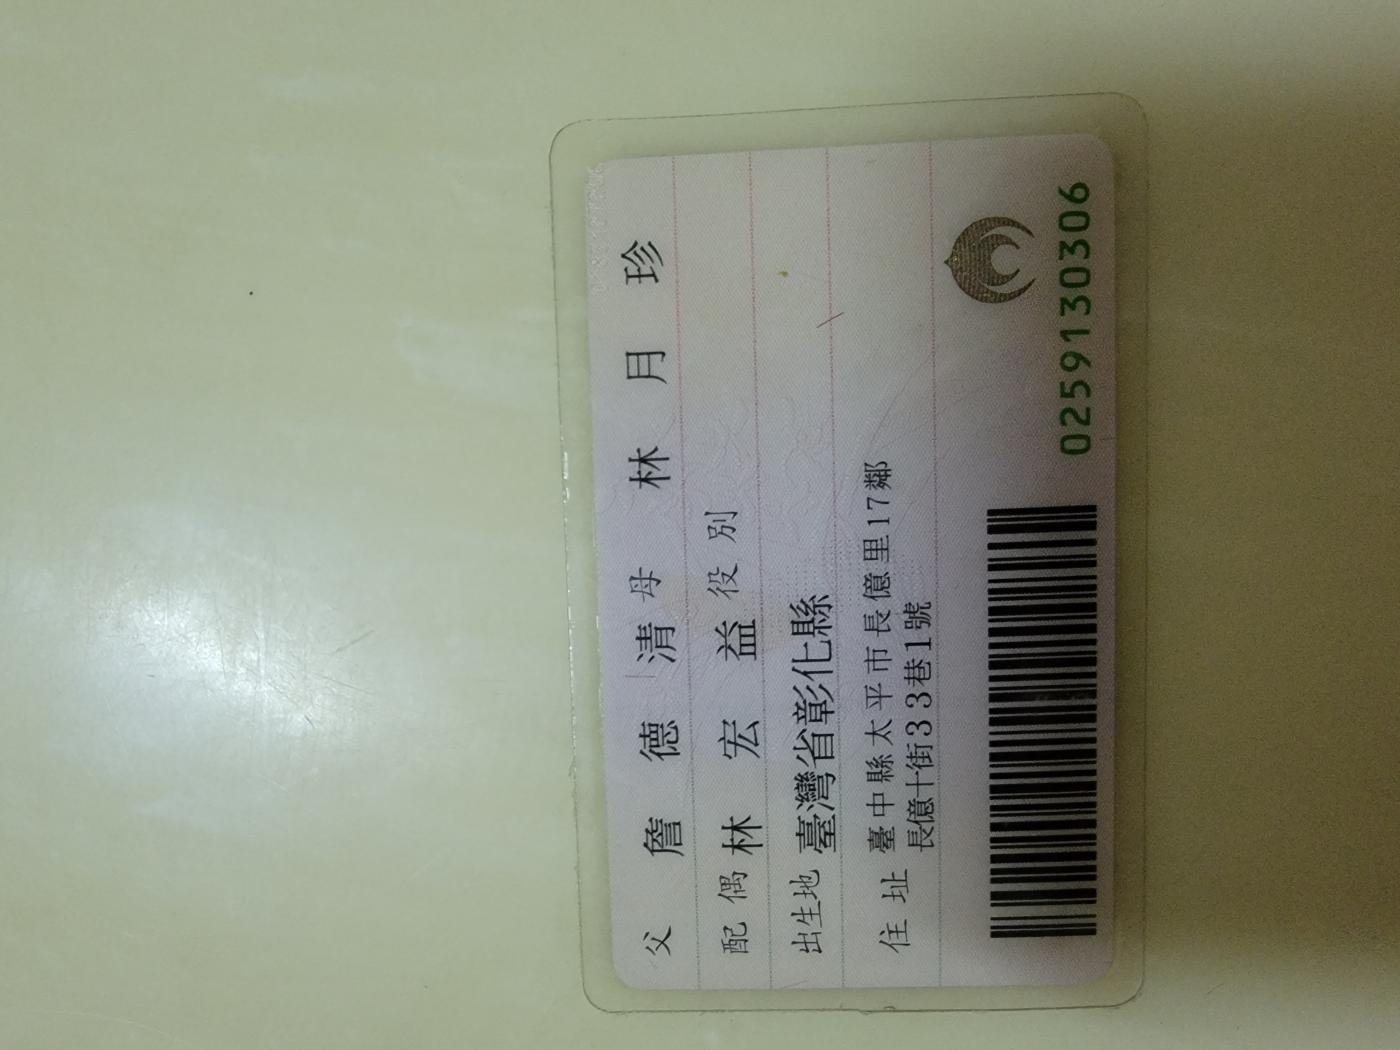 父 詹德清 母 林月珍
配偶 林宏益 役別
出生地 臺灣省彰化縣
住址 臺中縣太平市長億里17鄰
長億十街33巷1號
0259130306